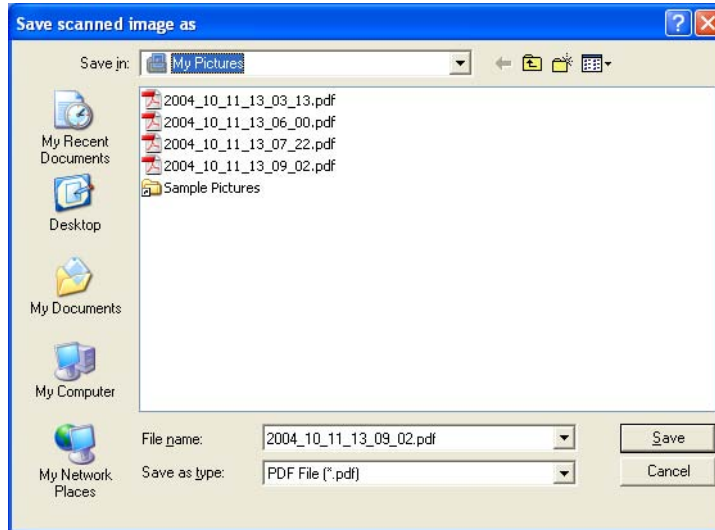 Save scanned image as
Save in:
My Pictures
My Recent
Documents
Desktop
My Documents
My Computer
My Network
Places
2004_10_11_13_03_13.pdf
2004_10_11_13_06_00.pdf
2004_10_11_13_07_22.pdf
2004_10_11_13_09_02.pdf
Sample Pictures
File name:
2004_10_11_13_09_02.pdf
Save
Save as type:
PDF File (*.pdf)
Cancel